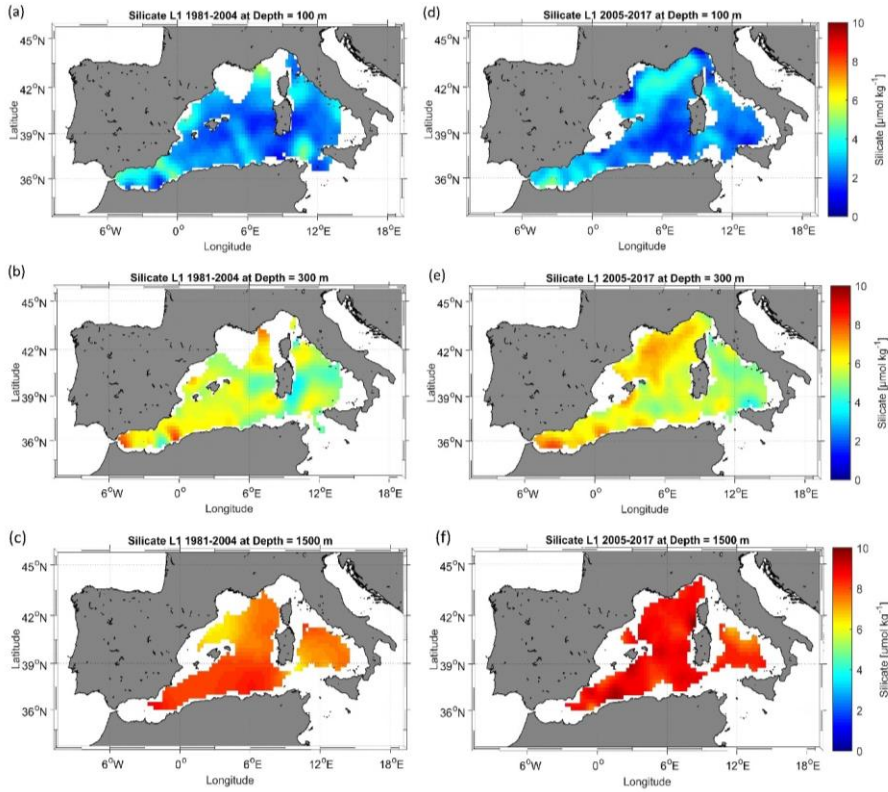 (a)
Silicate L1 1981-2004 at Depth = 100 m
45°N
42°N
39°N
36°N
Latitude
6°W 0° 6°E 12°E 18°E
Longitude
(d)
Silicate L1 2005-2017 at Depth = 100 m
45°N
42°N
39°N
36°N
Latitude
6°W 0° 6°E 12°E 18°E
Longitude
10
8
6
4
2
0
Silicate [μmol kg⁻¹]
(b)
Silicate L1 1981-2004 at Depth = 300 m
45°N
42°N
39°N
36°N
Latitude
6°W 0° 6°E 12°E 18°E
Longitude
(e)
Silicate L1 2005-2017 at Depth = 300 m
45°N
42°N
39°N
36°N
Latitude
6°W 0° 6°E 12°E 18°E
Longitude
10
8
6
4
2
0
Silicate [μmol kg⁻¹]
(c)
Silicate L1 1981-2004 at Depth = 1500 m
45°N
42°N
39°N
36°N
Latitude
6°W 0° 6°E 12°E 18°E
Longitude
(f)
Silicate L1 2005-2017 at Depth = 1500 m
45°N
42°N
39°N
36°N
Latitude
6°W 0° 6°E 12°E 18°E
Longitude
10
8
6
4
2
0
Silicate [umol kg⁻¹]